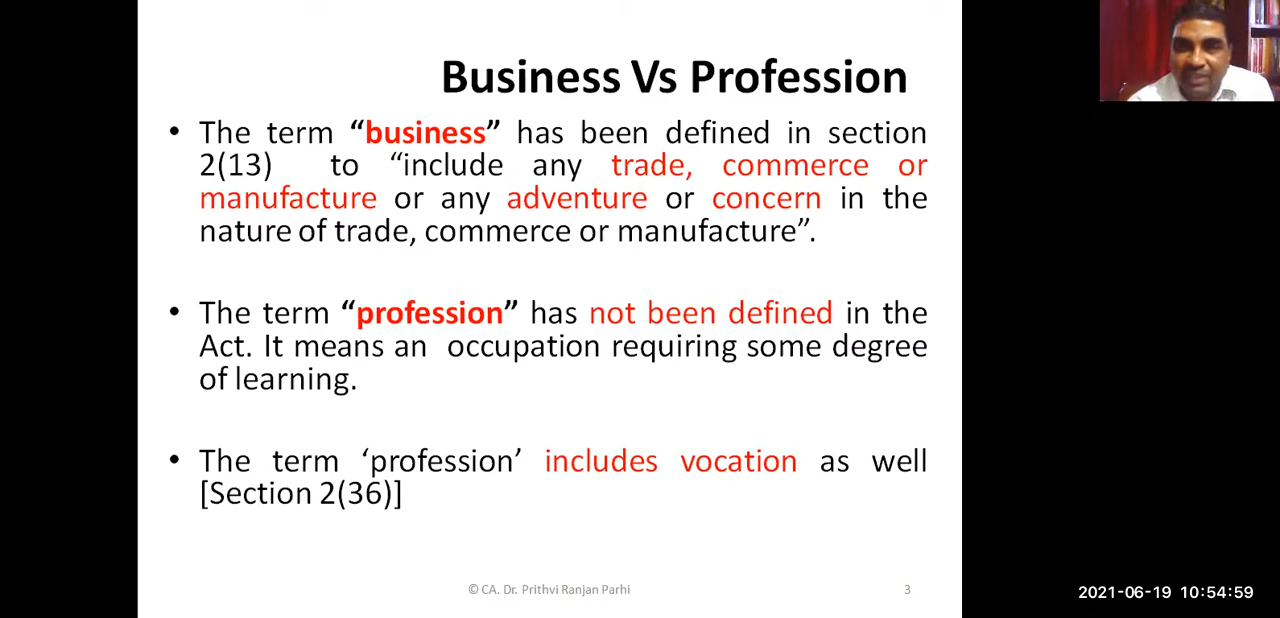 Business Vs Profession
• The term “business” has been defined in section
2(13) to “include any trade, commerce or
manufacture or any adventure or concern in the
nature of trade, commerce or manufacture”.
• The term “profession” has not been defined in the
Act. It means an occupation requiring some degree
of learning.
• The term ‘profession’ includes vocation as well
[Section 2(36)]
© CA. Dr. Prithvi Ranjan Parhi
3
2021-06-19 10:54:59